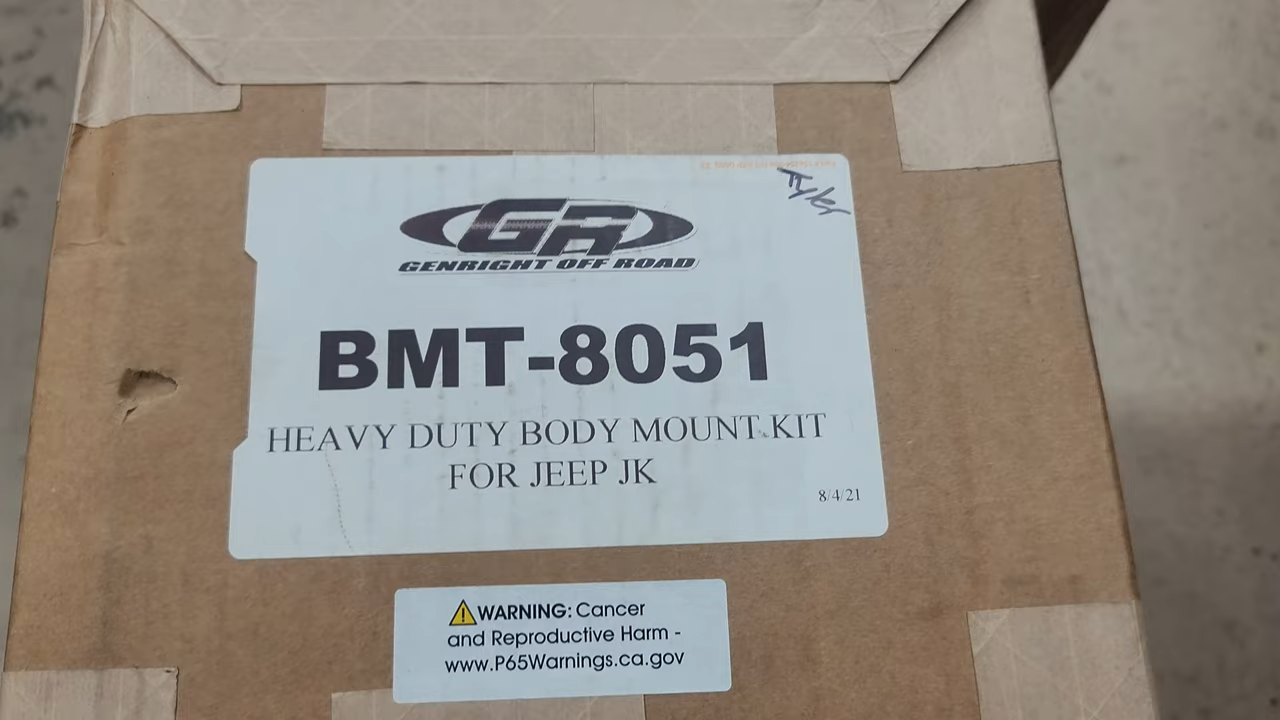 Tyler
GR
GENRIGHT OFF ROAD
BMT-8051
HEAVY DUTY BODY MOUNT KIT
FOR JEEP JK
8/4/21
WARNING: Cancer
and Reproductive Harm -
www.P65Warnings.ca.gov